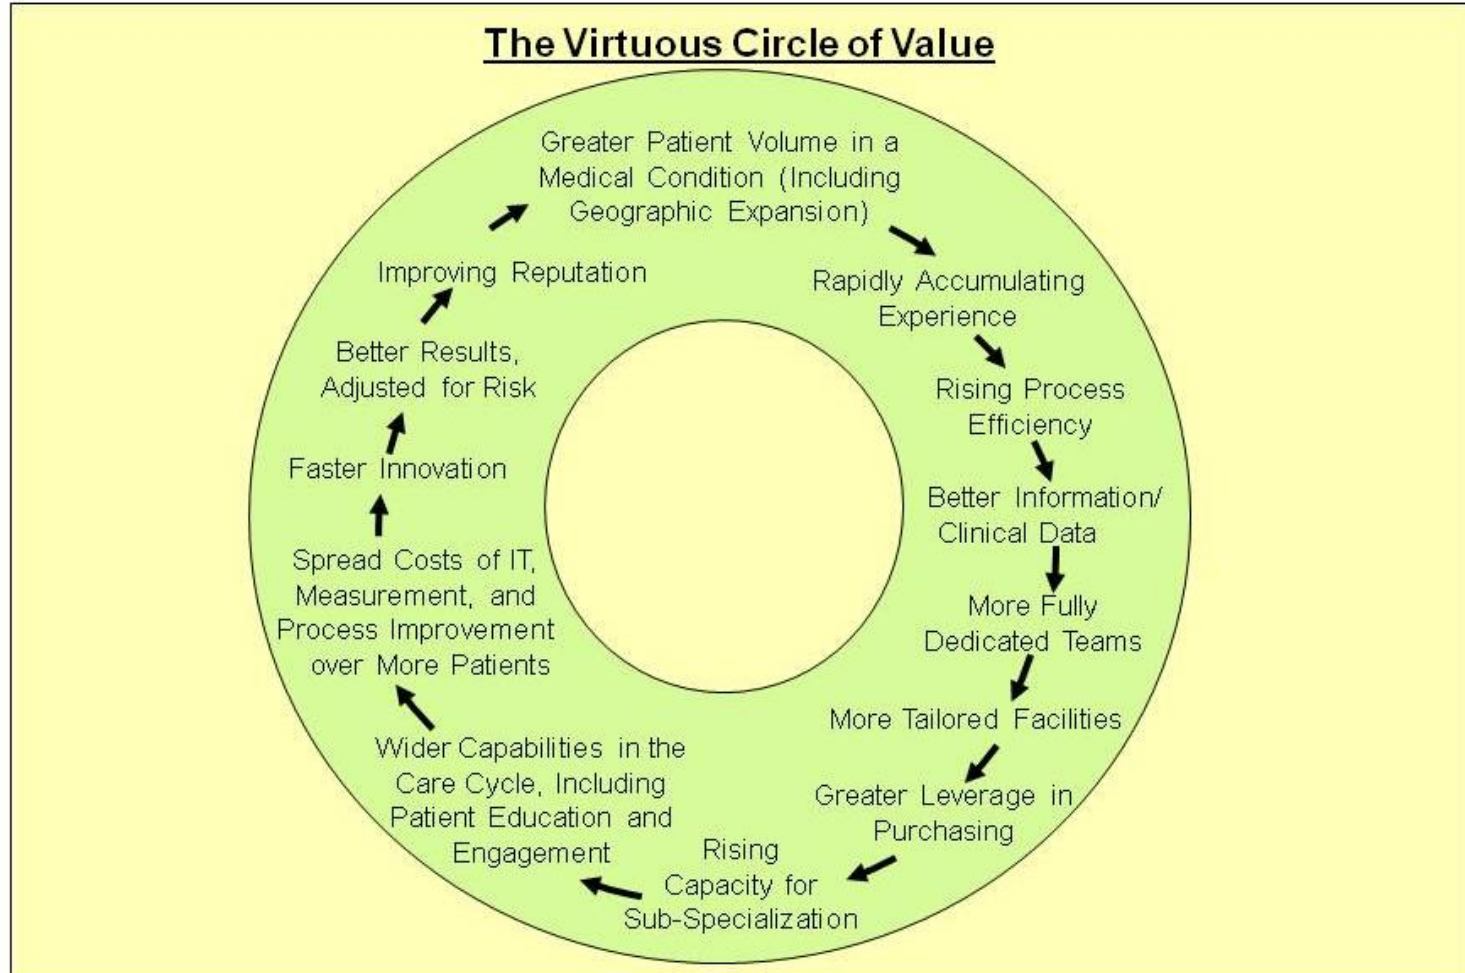 The Virtuous Circle of Value
Greater Patient Volume in a
Medical Condition (Including
Geographic Expansion)
Rapidly Accumulating
Experience
Rising Process
Efficiency
Better Information/
Clinical Data
More Fully
Dedicated Teams
More Tailored Facilities
Greater Leverage in
Purchasing
Rising
Capacity for
Sub-Specialization
Wider Capabilities in the
Care Cycle, Including
Patient Education and
Engagement
Spread Costs of IT,
Measurement, and
Process Improvement
over More Patients
Faster Innovation
Better Results,
Adjusted for Risk
Improving Reputation